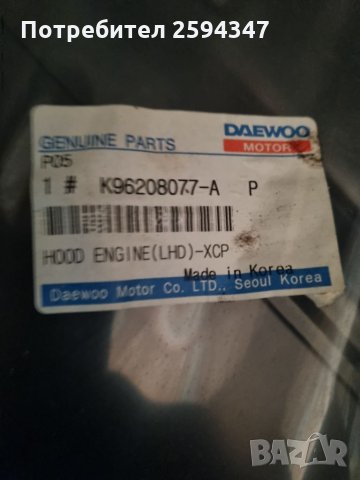 Потребител 2594347
GENUINE PARTS
DAEWOO
MOTOR
P05
1 # K96208077-A P
HOOD ENGINE(LHD)-XCP
Made in Korea
Daewoo Motor Co. LTD., Seoul Korea
BAZAR